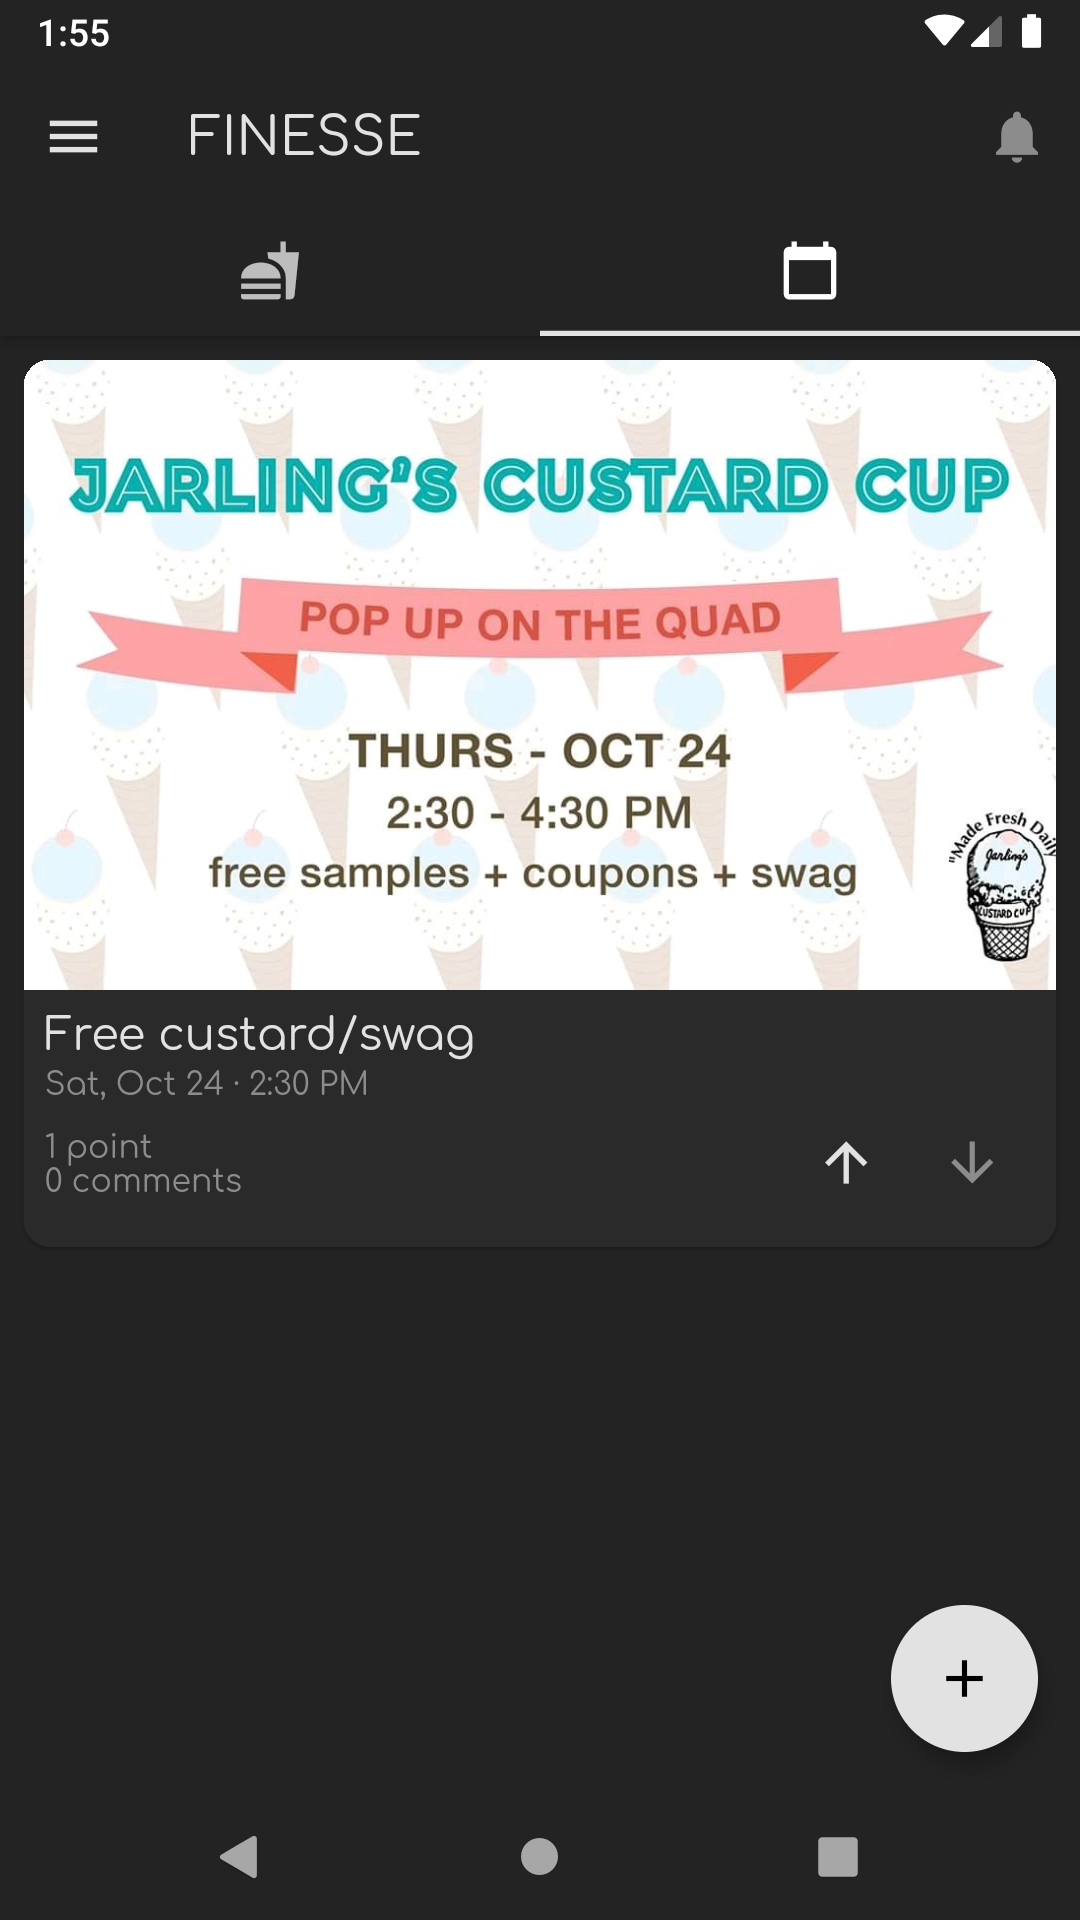 1:55
FINESSE
JARLING'S CUSTARD CUP
POP UP ON THE QUAD
THURS - OCT 24
2:30 - 4:30 PM
free samples + coupons + swag
"Made Fresh Daily
Jarling's
CUSTARD CUP
Free custard/swag
Sat, Oct 24 · 2:30 PM
1 point
0 comments